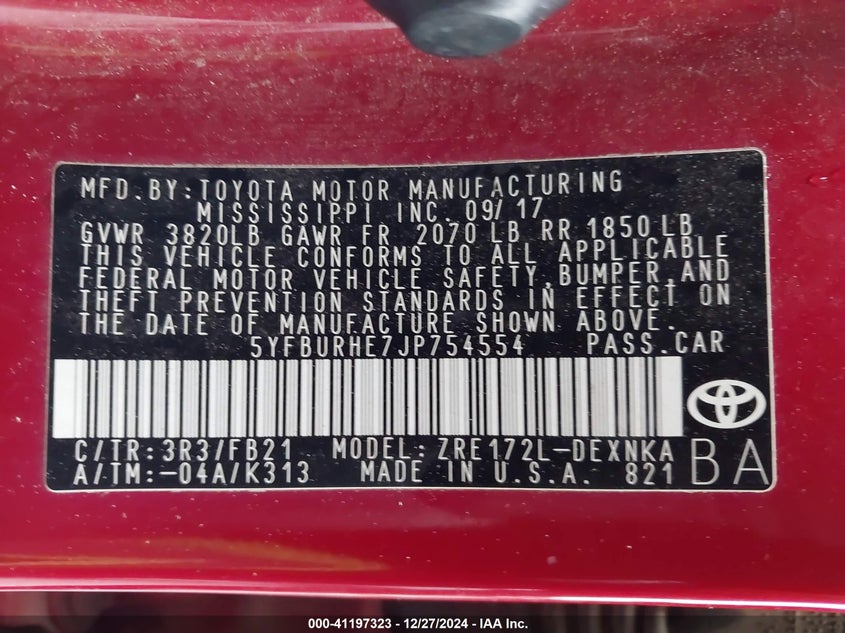 MFD.BY:TOYOTA MOTOR MANUFACTURING
MISSISSIPPI INC. 09/17
GVWR 3820LB GAWR FR 2070 LB RR 1850 LB
THIS VEHICLE CONFORMS TO ALL APPLICABLE
FEDERAL MOTOR VEHICLE SAFETY,BUMPER,AND
THEFT PREVENTION STANDARDS IN EFFECT ON
THE DATE OF MANUFACTURE SHOWN ABOVE.
5YFBURHE7JP754554 PASS.CAR
C/TR:3R3/FB21 MODEL:ZRE172L-DEXNKA
A/TM:-04A/K313 MADE IN U.S.A. 821
BA
000-41197323 - 12/27/2024 - IAA Inc.